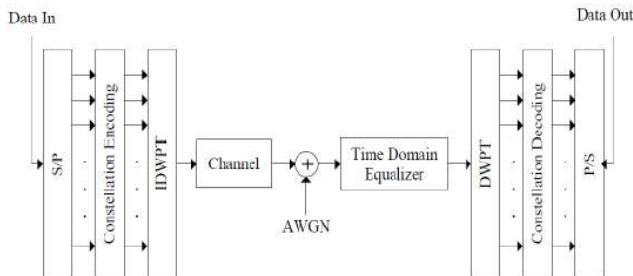 Data In
Data Out
S/P
Constellation Encoding
IDWPT
Channel
+
AWGN
Time Domain
Equalizer
DWPT
Constellation Decoding
P/S